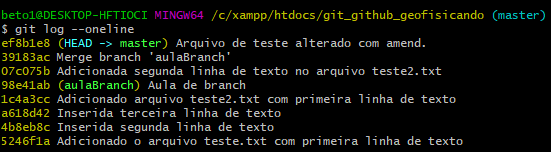 beto1@DESKTOP-HFTIOCI MINGW64 /c/xampp/htdocs/git_github_geofisicando (master)
$ git log --oneline
ef8b1e8 (HEAD -> master) Arquivo de teste alterado com amend.
39183ac Merge branch 'aulaBranch'
07c075b Adicionada segunda linha de texto no arquivo teste2.txt
98e41ab (aulaBranch) Aula de branch
1c4a3cc Adicionado arquivo teste2.txt com primeira linha de texto
a618d42 Inserida terceira linha de texto
4b8eb8c Inserida segunda linha de texto
5246f1a Adicionado o arquivo teste.txt com primeira linha de texto